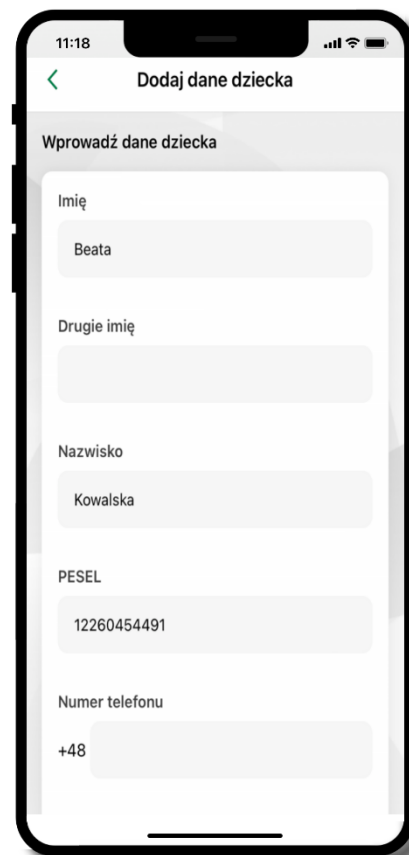 11:18
Dodaj dane dziecka
Wprowadź dane dziecka
Imię
Beata
Drugie imię
Nazwisko
Kowalska
PESEL
12260454491
Numer telefonu
+48